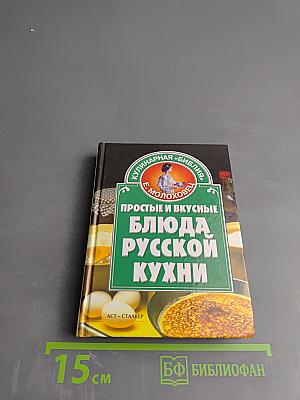 КУЛИНАРНАЯ «БИБЛИЯ»
Е. МОЛОХОВЕЦ
ПРОСТЫЕ И ВКУСНЫЕ
БЛЮДА
РУССКОЙ
КУХНИ
АСТ – СТАЛКЕР
15 см
БФ БИБЛИОФАН